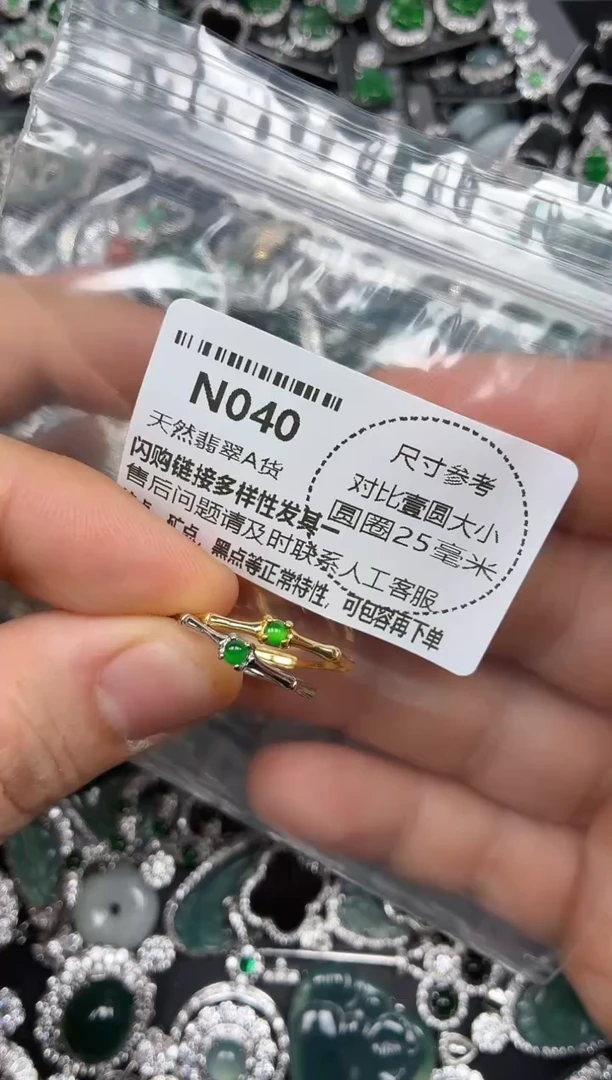 N040
天然翡翠A货
闪购链接多样性发其一
售后问题请及时联系人工客服
点、矿点，黑点等正常特性，可包容再下单
尺寸参考
对比壹圆大小
圆圈25毫米